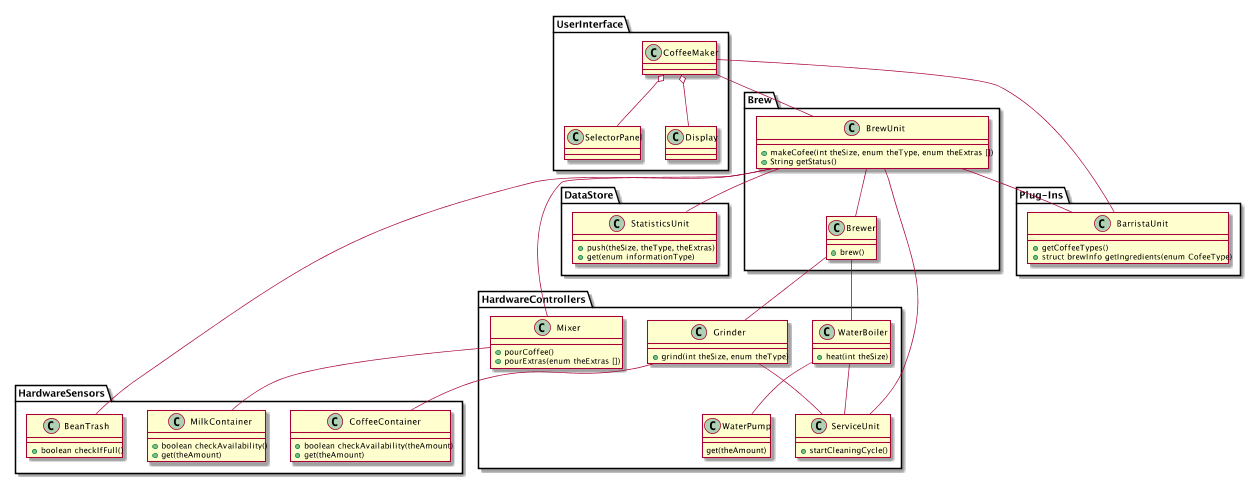 UserInterface
C CoffeeMaker
C SelectorPanel
C Display
Brew
C BrewUnit
makeCofee(int theSize, enum theType, enum theExtras [])
String getStatus()
C Brewer
brew()
DataStore
C StatisticsUnit
push(theSize, theType, theExtras)
get(enum informationType)
Plug-Ins
C BarristaUnit
getCoffeeTypes()
struct brewInfo getIngredients(enum CofeeType)
HardwareControllers
C Mixer
pourCoffee()
pourExtras(enum theExtras [])
C Grinder
grind(int theSize, enum theType)
C WaterBoiler
heat(int theSize)
C WaterPump
get(theAmount)
C ServiceUnit
startCleaningCycle()
HardwareSensors
C BeanTrash
boolean checkIfFull()
C MilkContainer
boolean checkAvailability()
get(theAmount)
C CoffeeContainer
boolean checkAvailability(theAmount)
get(theAmount)